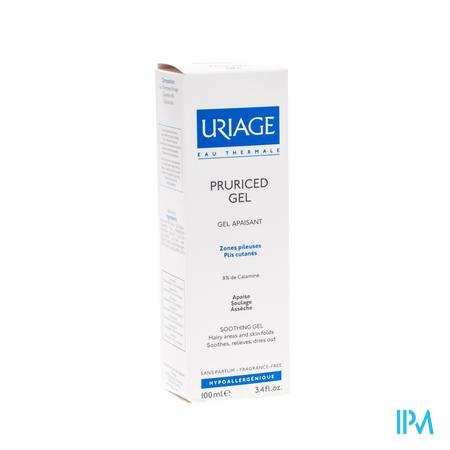 URIAGE
EAU THERMALE
PRURICED
GEL
GEL APAISANT
Zones pileuses
Plis cutanés
8% de Calamine
Apaise
Soulage
Assèche
SOOTHING GEL
Hairy areas and skin folds
Soothes, relieves, dries out
SANS PARFUM - FRAGRANCE-FREE
HYPOALLERGÉNIQUE
100ml℮ 3.4fl.oz.
IPM